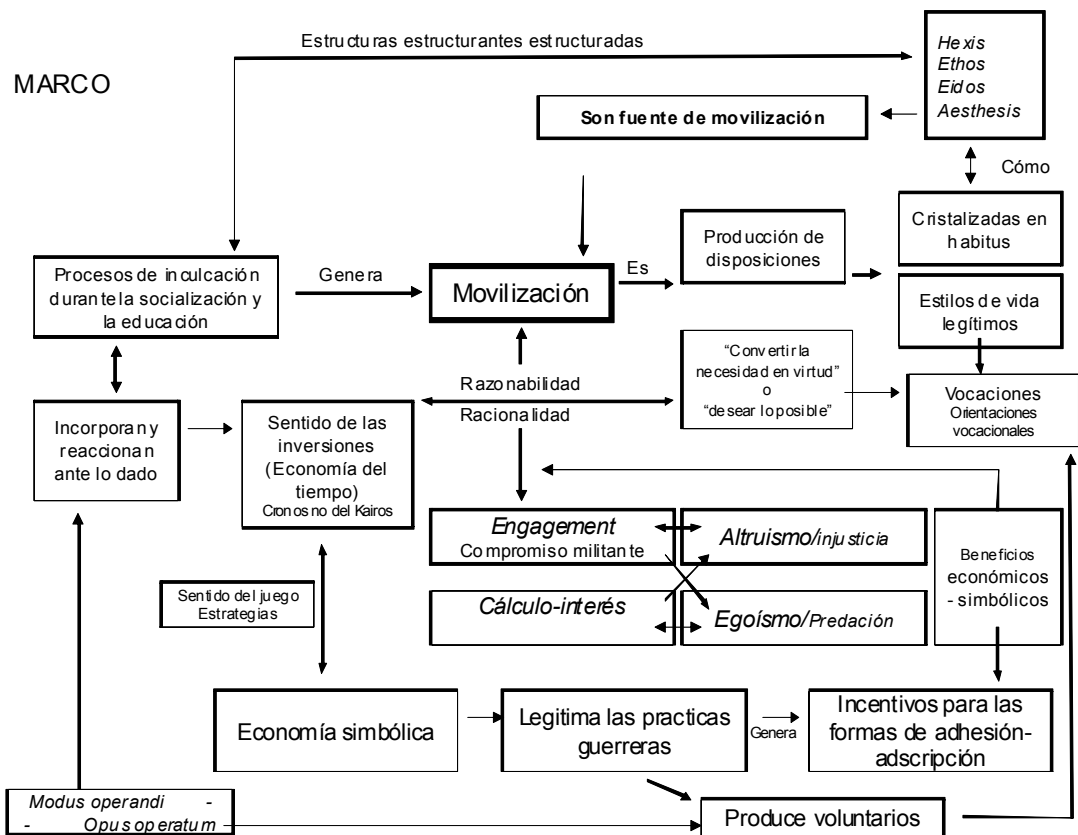 Estructuras estructurantes estructuradas
Hexis
Ethos
Eidos
Aesthesis
MARCO
Son fuente de movilización
Cómo
Cristalizadas en
habitus
Producción de
disposiciones
Procesos de inculcación
durante la socialización y
la educación
Genera
Movilización
Es
Estilos de vida
legítimos
"Convertir la
necesidad en virtud"
o
"desear lo posible"
Razonabilidad
Racionalidad
Vocaciones
Orientaciones
vocacionales
Incorporan y
reaccionan
ante lo dado
Sentido de las
inversiones
(Economía del
tiempo)
Cronos no del Kairos
Engagement
Compromiso militante
Altruismo/injusticia
Beneficios
económicos
- simbólicos
Sentido del juego
Estrategias
Cálculo-interés
Egoísmo/Predación
Economía simbólica
Legitima las practicas
guerreras
Genera
Incentivos para las
formas de adhesión-
adscripción
Modus operandi -
- Opus operatum
Produce voluntarios